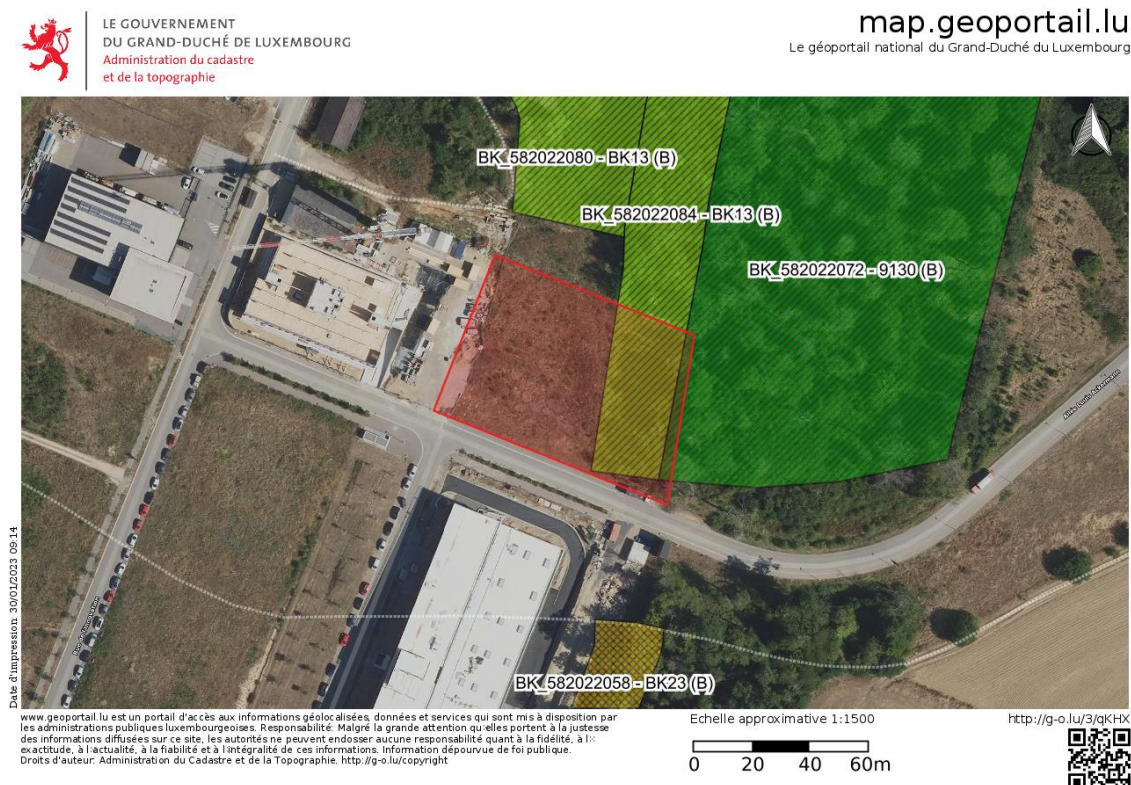 LE GOUVERNEMENT
DU GRAND-DUCHÉ DE LUXEMBOURG
Administration du cadastre
et de la topographie
map.geoportail.lu
Le géoportail national du Grand-Duché du Luxembourg
BK_582022080 - BK13 (B)
BK_582022084 - BK13 (B)
BK_582022072 - 9130 (B)
Allée Louis Ackermann
BK_582022058 - BK23 (B)
Date d'impression: 30/01/2023 09:14
www.geoportail.lu est un portail d'accès aux informations géolocalisées, données et services qui sont mis à disposition par
les administrations publiques luxembourgeoises. Responsabilité: Malgré la grande attention qu'elles portent à la justesse
des informations diffusées sur ce site, les autorités ne peuvent endosser aucune responsabilité quant à la fidélité, à l'
exactitude, à l'actualité, à la fiabilité et à l'intégralité de ces informations. Information dépourvue de foi publique.
Droits d'auteur: Administration du Cadastre et de la Topographie. http://g-o.lu/copyright
Echelle approximative 1:1500
0 20 40 60m
http://g-o.lu/3/qKHX